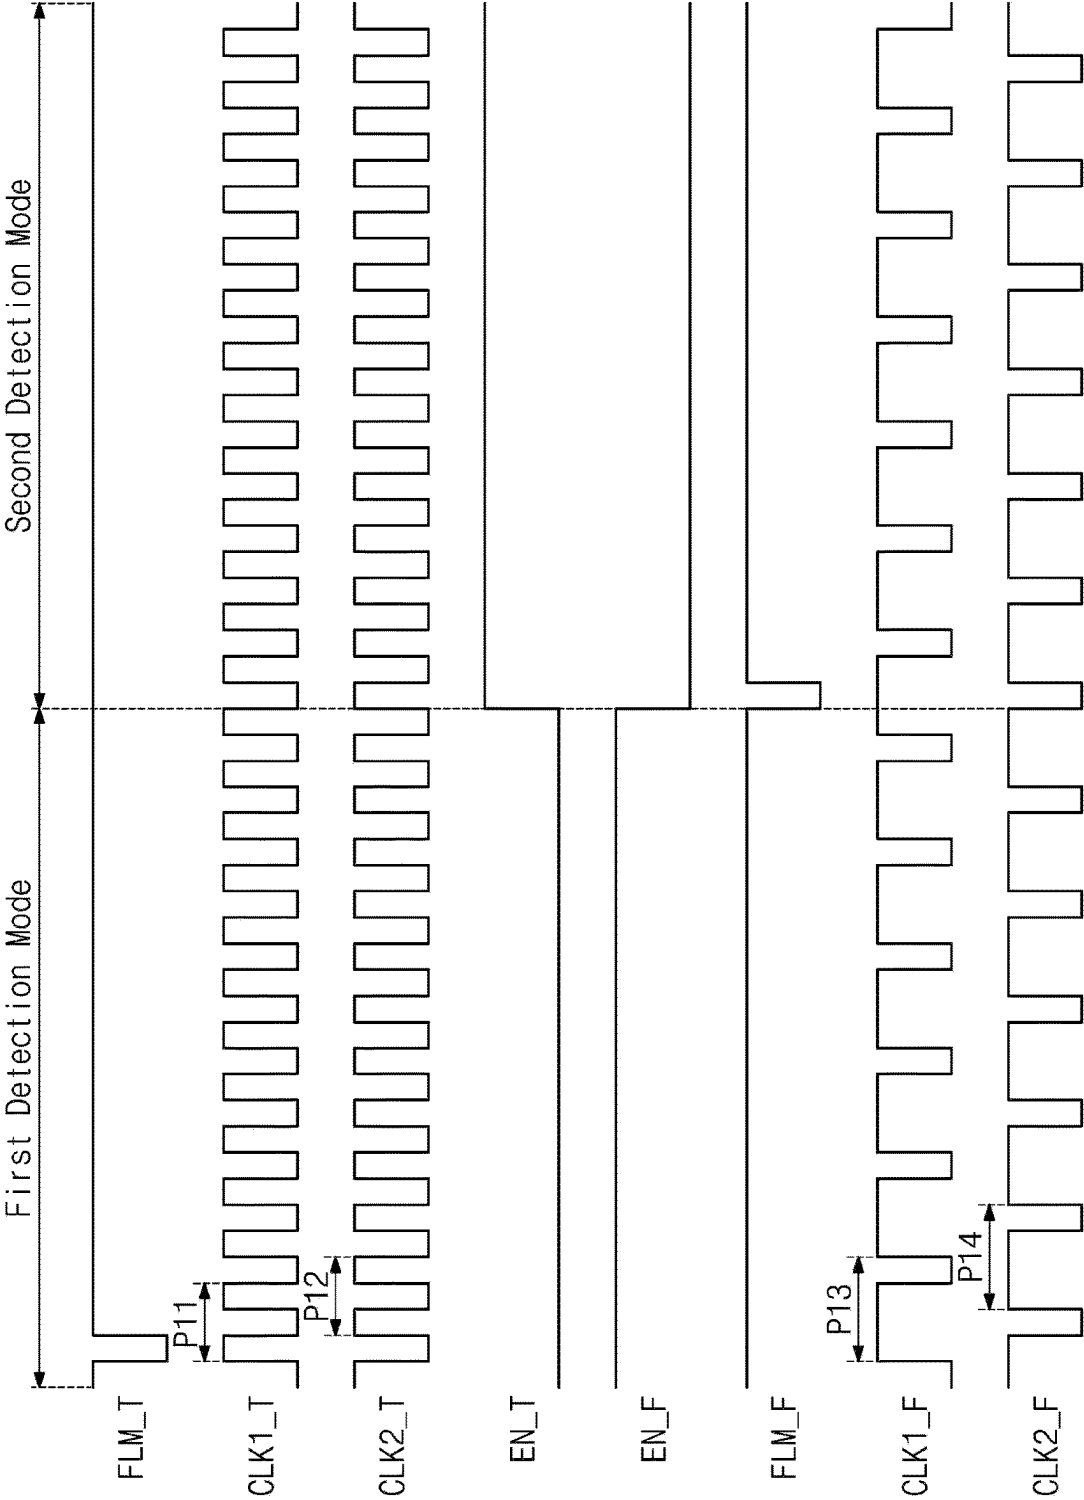 First Detection Mode
Second Detection Mode
FLM_T
CLK1_T
P11
CLK2_T
P12
EN_T
EN_F
FLM_F
CLK1_F
P13
CLK2_F
P14